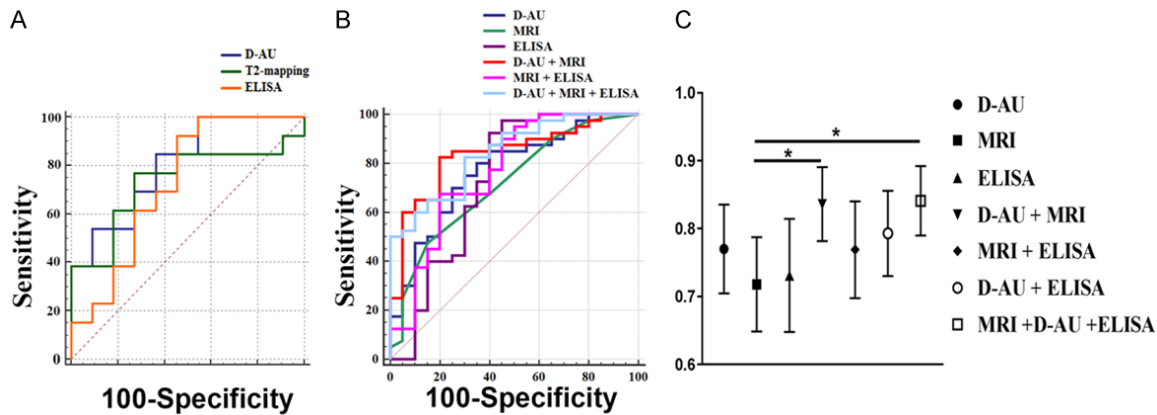 A
D-AU
T2-mapping
ELISA
100
80
60
40
20
0
Sensitivity
100-Specificity
B
D-AU
MRI
ELISA
D-AU + MRI
MRI + ELISA
D-AU + MRI + ELISA
100
80
60
40
20
0
Sensitivity
0 20 40 60 80 100
100-Specificity
C
1.0
0.9
0.8
0.7
0.6
*
*
D-AU
MRI
ELISA
D-AU + MRI
MRI + ELISA
D-AU + ELISA
MRI +D-AU +ELISA